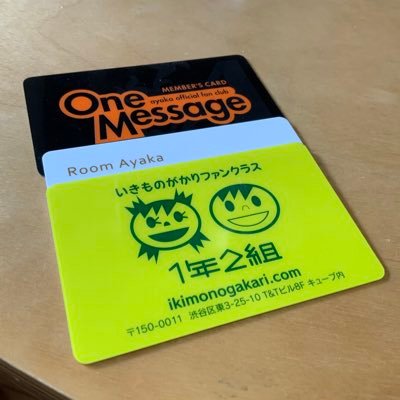 MEMBER'S CARD
One
ayaka official fan club
Message
Room Ayaka
いきものがかりファンクラス
1年2組
ikimonogakari.com
〒150-0011 渋谷区東3-25-10 T&Tビル8F キューブ内